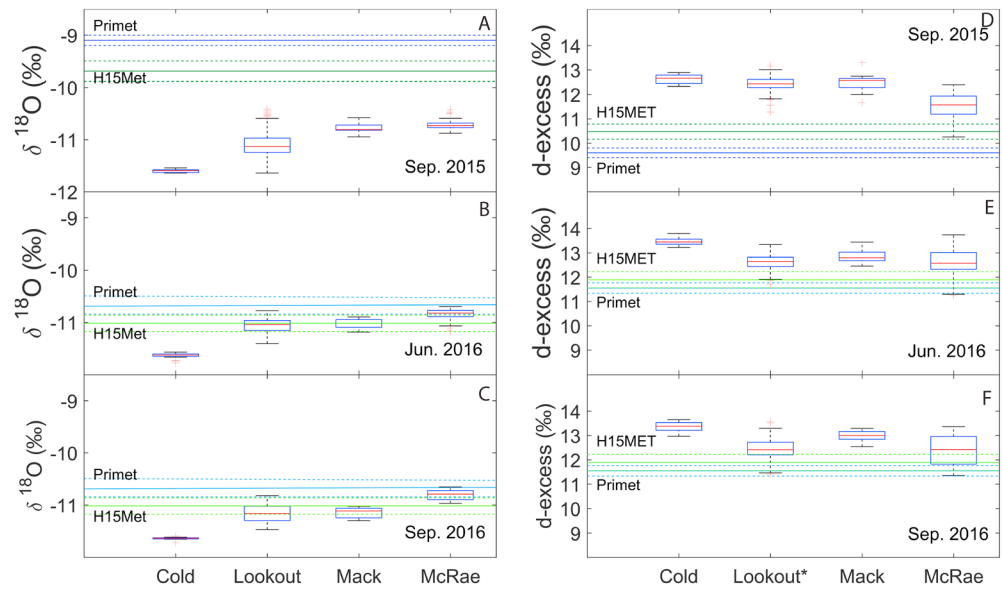 A
Primet
-9
H15Met
-10
-11
Sep. 2015
-12
δ 18O (‰)
B
-9
-10
Primet
-11
H15Met
Jun. 2016
δ 18O (‰)
C
-9
-10
Primet
-11
H15Met
Sep. 2016
δ 18O (‰)
Cold Lookout Mack McRae
D
Sep. 2015
14
13
12
H15MET
11
10
9
Primet
d-excess (‰)
E
14
13
H15MET
12
11
Primet
10
9
Jun. 2016
d-excess (‰)
F
14
13
H15MET
12
11
Primet
10
9
Sep. 2016
d-excess (‰)
Cold Lookout* Mack McRae